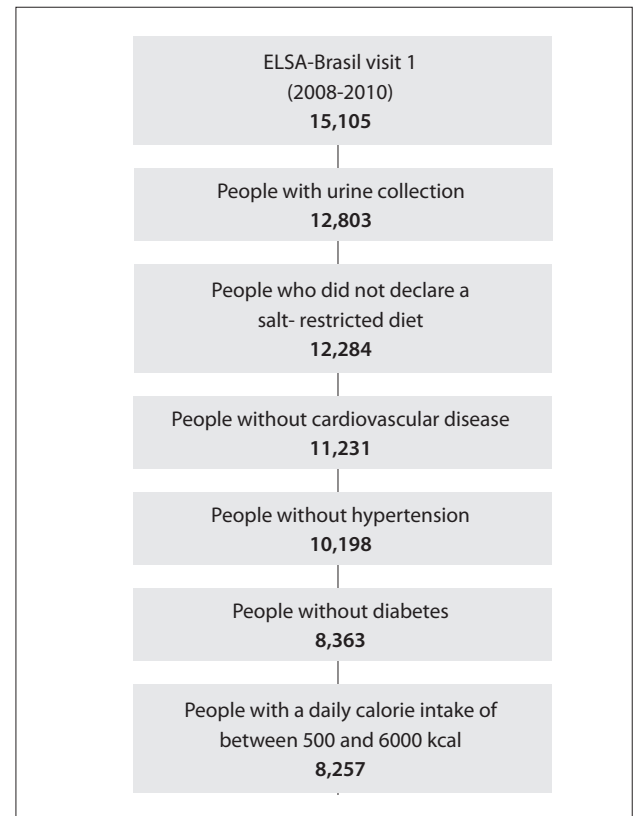 ELSA-Brasil visit 1
(2008-2010)
15,105
People with urine collection
12,803
People who did not declare a
salt- restricted diet
12,284
People without cardiovascular disease
11,231
People without hypertension
10,198
People without diabetes
8,363
People with a daily calorie intake of
between 500 and 6000 kcal
8,257